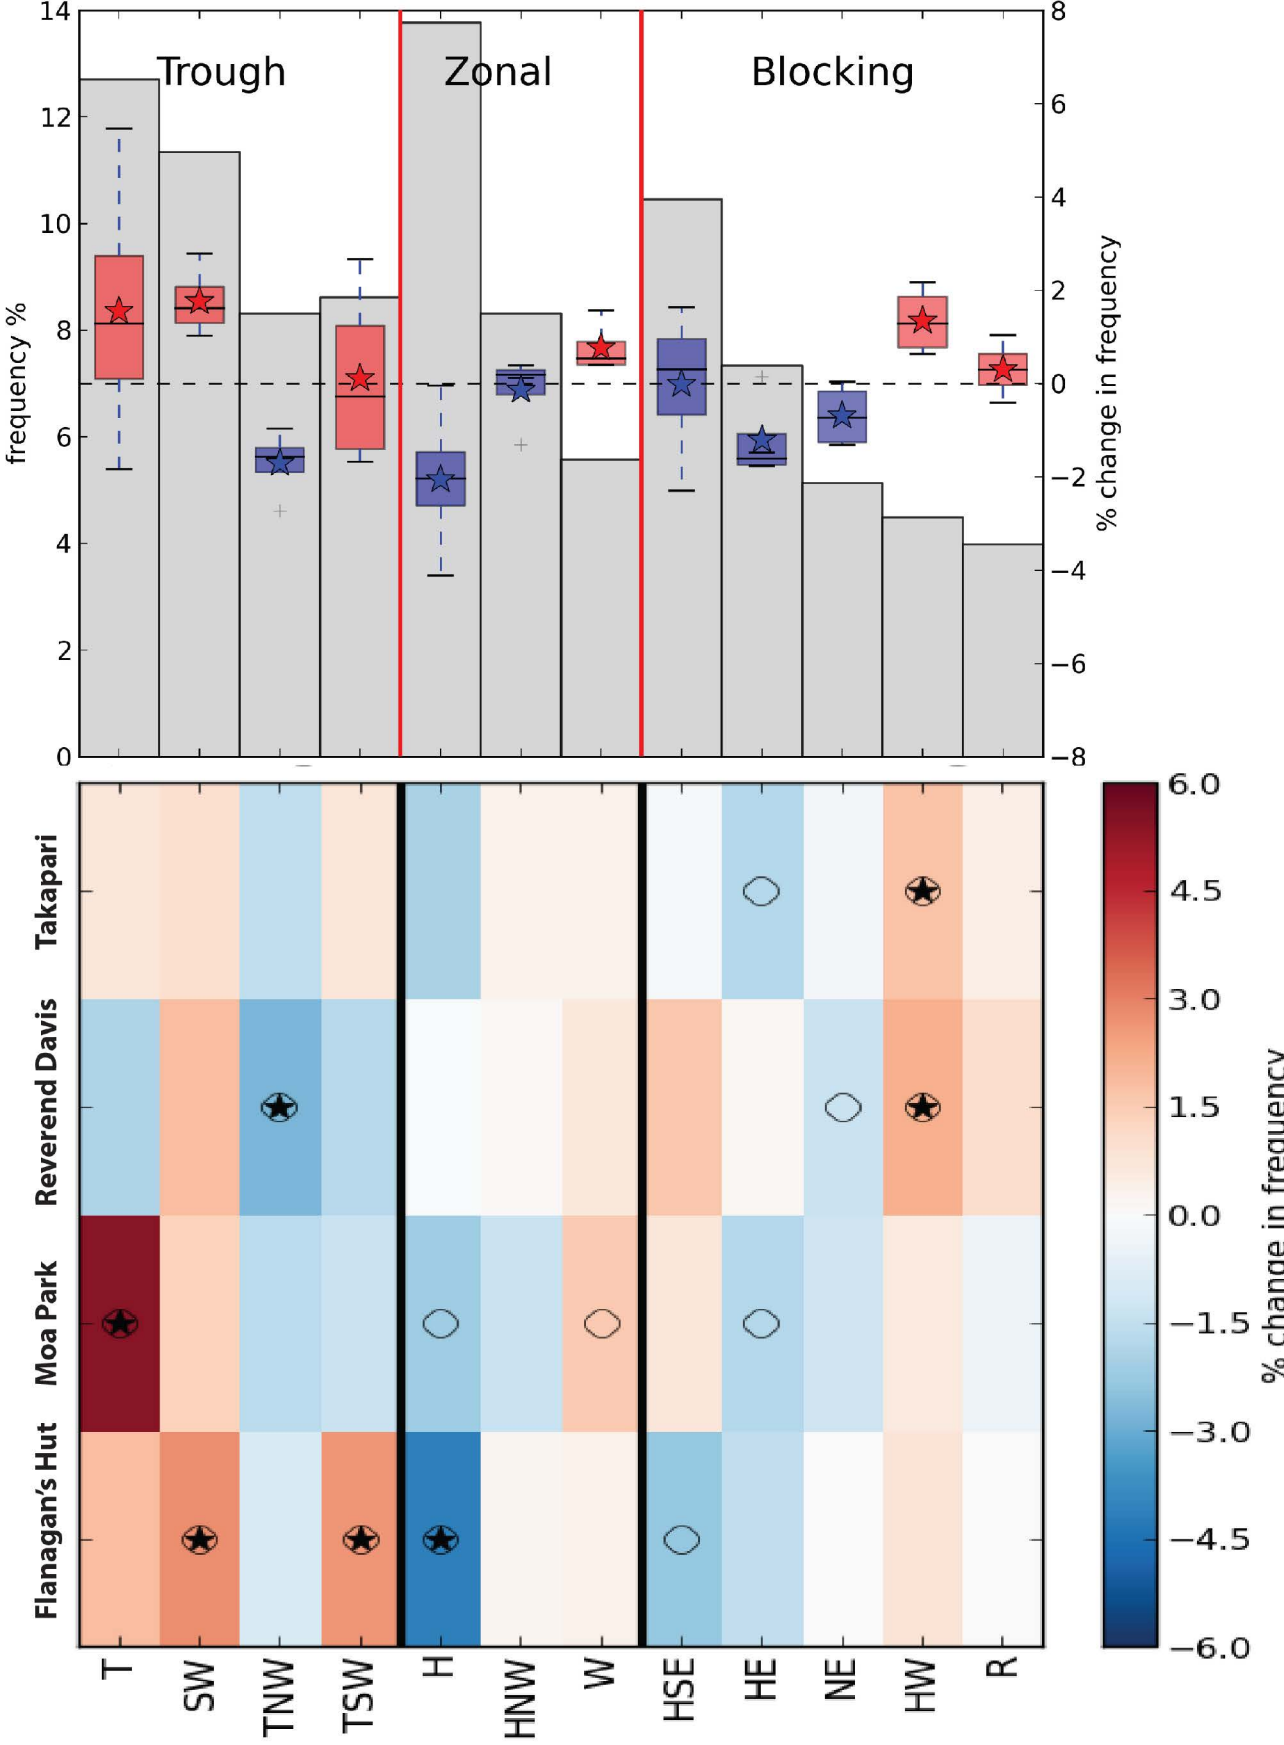 14
12
10
8
6
4
2
0
frequency %
Trough
Zonal
Blocking
8
6
4
2
0
−2
−4
−6
−8
% change in frequency
Takapari
Reverend Davis
Moa Park
Flanagan's Hut
T
SW
TNW
TSW
H
HNW
W
HSE
HE
NE
HW
R
6.0
4.5
3.0
1.5
0.0
−1.5
−3.0
−4.5
−6.0
% change in frequency